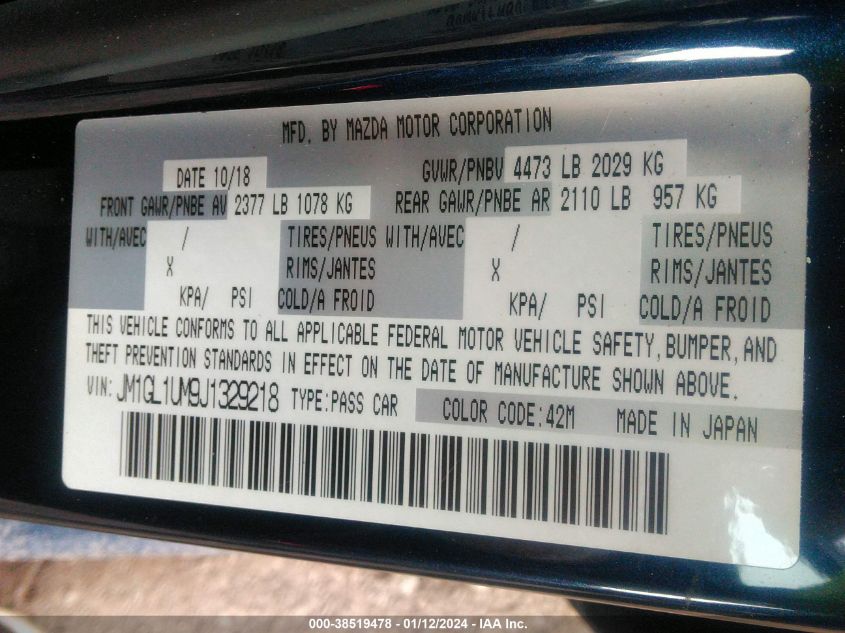 MFD. BY MAZDA MOTOR CORPORATION
DATE 10/18 GVWR/PNBV 4473 LB 2029 KG
FRONT GAWR/PNBE AV 2377 LB 1078 KG REAR GAWR/PNBE AR 2110 LB 957 KG
WITH/AVEC / TIRES/PNEUS WITH/AVEC / TIRES/PNEUS
X RIMS/JANTES X RIMS/JANTES
KPA/ PSI COLD/A FROID KPA/ PSI COLD/A FROID
THIS VEHICLE CONFORMS TO ALL APPLICABLE FEDERAL MOTOR VEHICLE SAFETY, BUMPER, AND
THEFT PREVENTION STANDARDS IN EFFECT ON THE DATE OF MANUFACTURE SHOWN ABOVE.
VIN: JM1GL1UM9J1329218 TYPE:PASS CAR COLOR CODE:42M MADE IN JAPAN
000-38519478 - 01/12/2024 - IAA Inc.